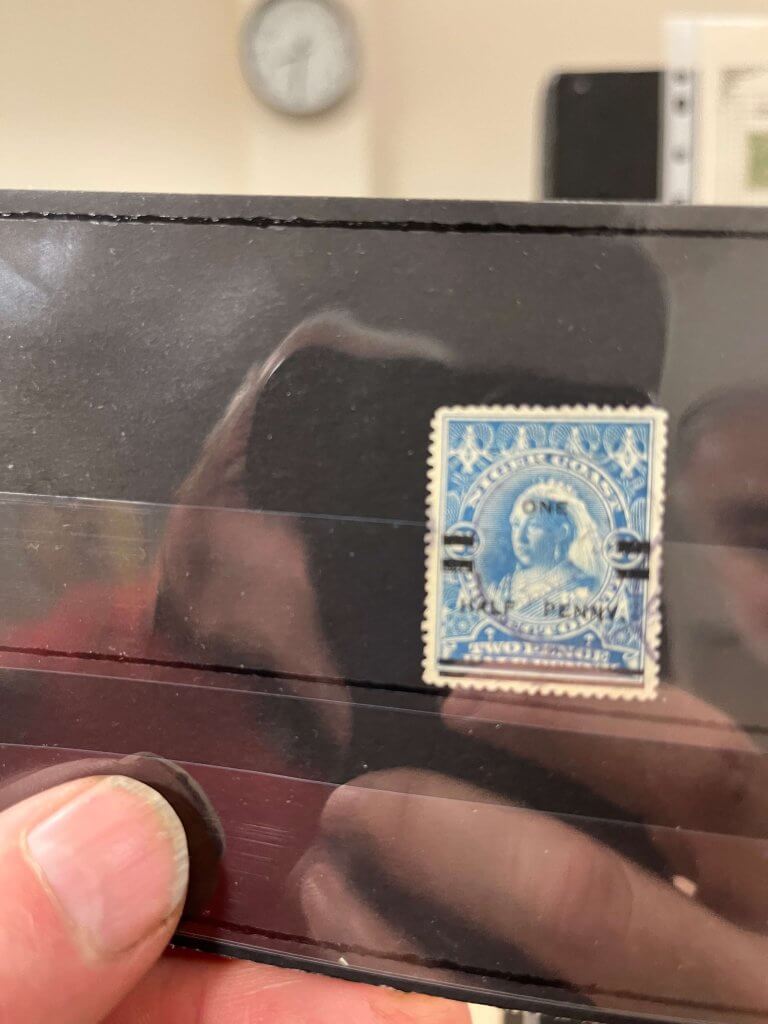 NIGER COAST
ONE
HALF PENNY.
TWO PENCE